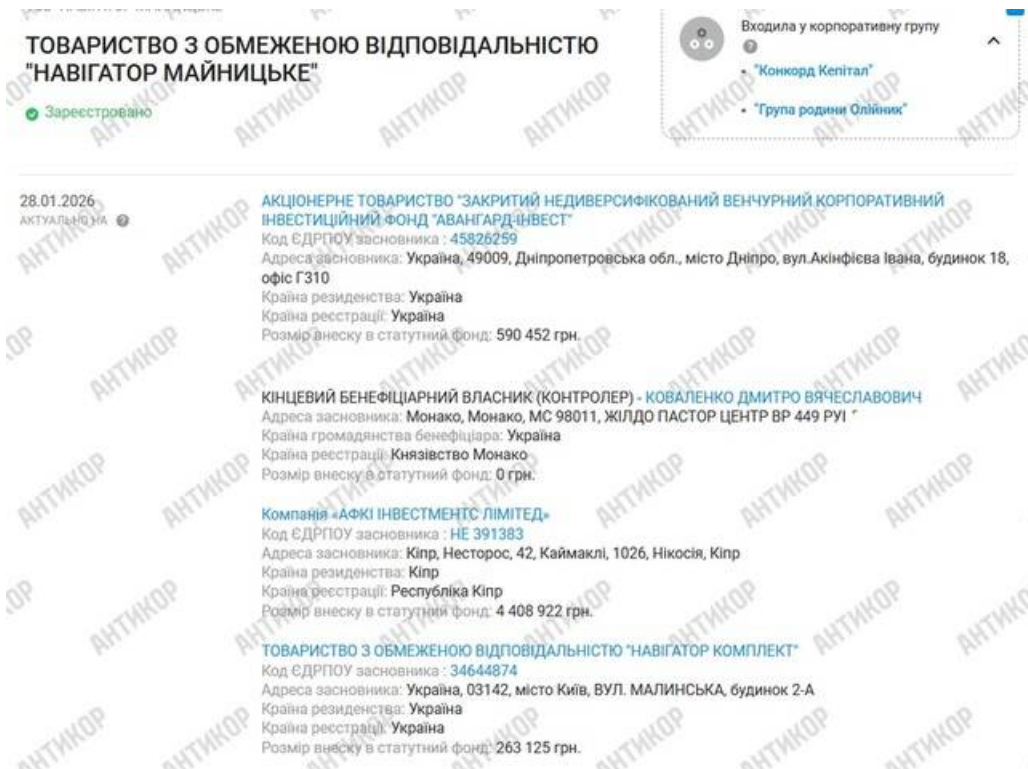 ТОВАРИСТВО З ОБМЕЖЕНОЮ ВІДПОВІДАЛЬНІСТЮ
"НАВІГАТОР МАЙНИЦЬКЕ"
Зареєстровано
Входила у корпоративну групу
"Конкорд Кепітал"
"Група родини Олійник"
28.01.2026
АКТУАЛЬНО НА
АКЦІОНЕРНЕ ТОВАРИСТВО "ЗАКРИТИЙ НЕДИВЕРСИФІКОВАНИЙ ВЕНЧУРНИЙ КОРПОРАТИВНИЙ
ІНВЕСТИЦІЙНИЙ ФОНД "АВАНГАРД-ІНВЕСТ"
Код ЄДРПОУ засновника : 45826259
Адреса засновника: Україна, 49009, Дніпропетровська обл., місто Дніпро, вул.Акінфієва Івана, будинок 18,
офіс Г310
Країна резиденства: Україна
Країна реєстрації: Україна
Розмір внеску в статутний фонд: 590 452 грн.
КІНЦЕВИЙ БЕНЕФІЦІАРНИЙ ВЛАСНИК (КОНТРОЛЕР) - КОВАЛЕНКО ДМИТРО ВЯЧЕСЛАВОВИЧ
Адреса засновника: Монако, Монако, МС 98011, ЖІЛДО ПАСТОР ЦЕНТР ВР 449 РУІ
Країна громадянства бенефіціара: Україна
Країна реєстрації: Князівство Монако
Розмір внеску в статутний фонд: 0 грн.
Компанія «АФКІ ІНВЕСТМЕНТС ЛІМІТЕД»
Код ЄДРПОУ засновника : НЕ 391383
Адреса засновника: Кіпр, Несторос, 42, Каймаклі, 1026, Нікосія, Кіпр
Країна резиденства: Кіпр
Країна реєстрації: Республіка Кіпр
Розмір внеску в статутний фонд: 4 408 922 грн.
ТОВАРИСТВО З ОБМЕЖЕНОЮ ВІДПОВІДАЛЬНІСТЮ "НАВІГАТОР КОМПЛЕКТ"
Код ЄДРПОУ засновника : 34644874
Адреса засновника: Україна, 03142, місто Київ, ВУЛ. МАЛИНСЬКА, будинок 2-А
Країна резиденства: Україна
Країна реєстрації: Україна
Розмір внеску в статутний фонд: 263 125 грн.
АНТИКОР